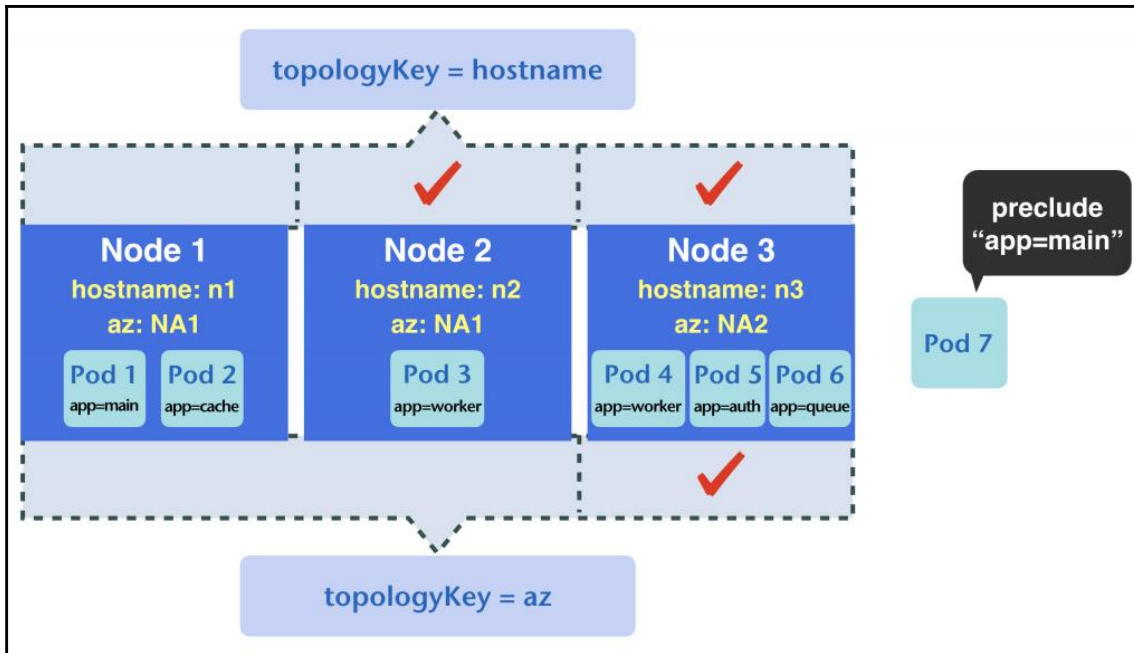 topologyKey = hostname
Node 1
hostname: n1
az: NA1
Pod 1
app=main
Pod 2
app=cache
Node 2
hostname: n2
az: NA1
Pod 3
app=worker
Node 3
hostname: n3
az: NA2
Pod 4
app=worker
Pod 5
app=auth
Pod 6
app=queue
preclude
“app=main”
Pod 7
topologyKey = az